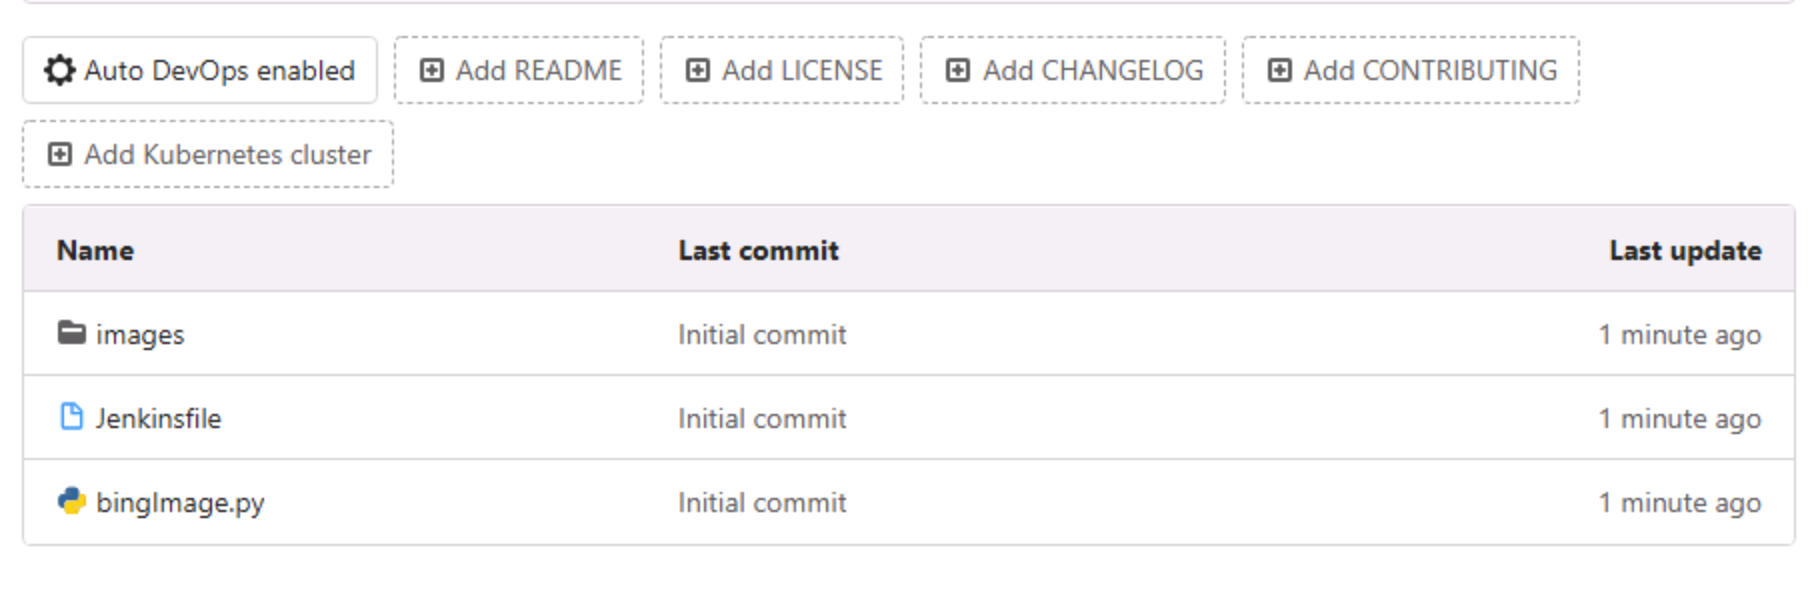 Auto DevOps enabled Add README Add LICENSE Add CHANGELOG Add CONTRIBUTING
Add Kubernetes cluster
Name Last commit Last update
images Initial commit 1 minute ago
Jenkinsfile Initial commit 1 minute ago
bingImage.py Initial commit 1 minute ago